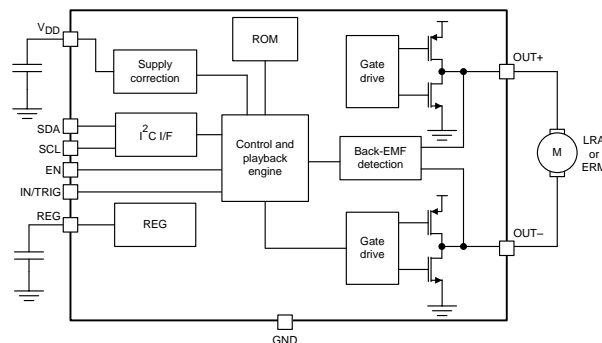 VDD
ROM
Supply
correction
Gate
drive
OUT+
SDA
SCL
I²C I/F
Control and
playback
engine
Back-EMF
detection
M
LRA
or
ERM
EN
IN/TRIG
REG
REG
Gate
drive
OUT–
GND